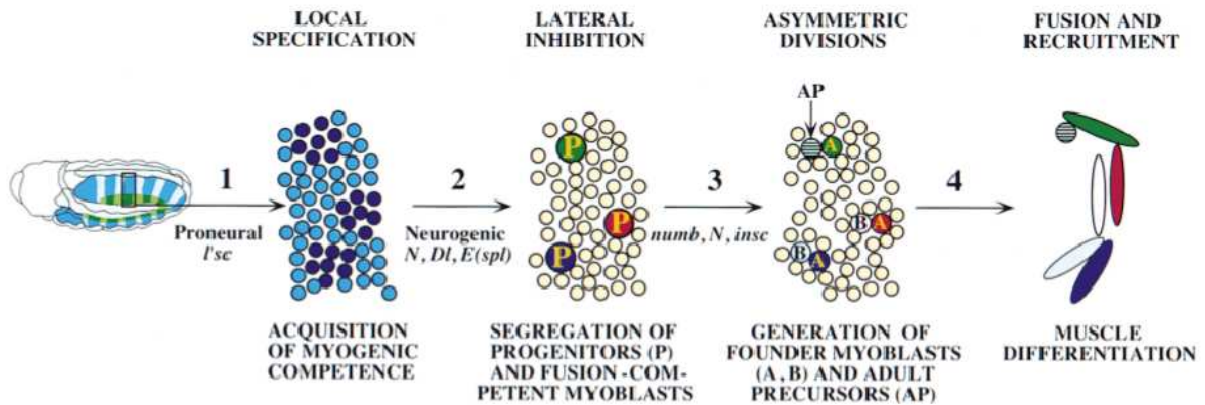 LOCAL
SPECIFICATION
LATERAL
INHIBITION
ASYMMETRIC
DIVISIONS
FUSION AND
RECRUITMENT
AP
P
A
1
2
3
4
P
B A
Proneural
l'sc
Neurogenic
N, Dl, E(spl)
numb, N, insc
P
B
A
ACQUISITION
OF MYOGENIC
COMPETENCE
SEGREGATION OF
PROGENITORS (P)
AND FUSION -COM-
PETENT MYOBLASTS
GENERATION OF
FOUNDER MYOBLASTS
(A, B) AND ADULT
PRECURSORS (AP)
MUSCLE
DIFFERENTIATION